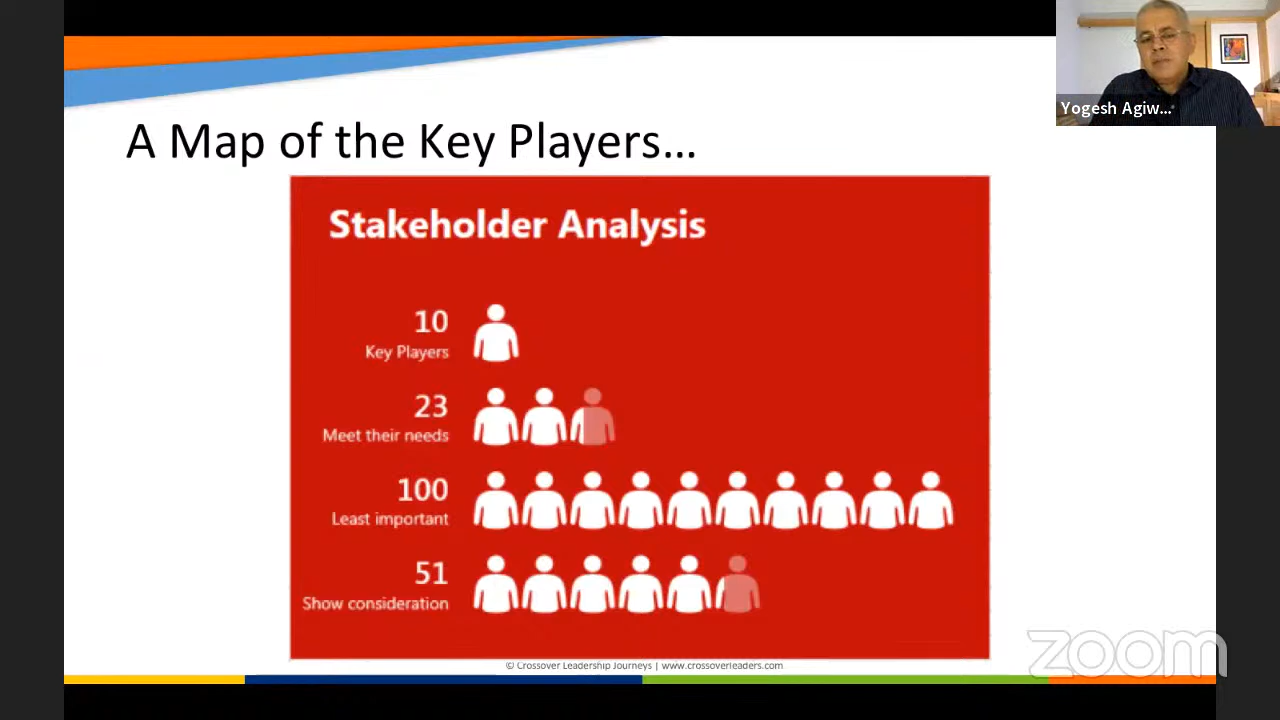 Yogesh Agiw...
A Map of the Key Players...
Stakeholder Analysis
10
Key Players
23
Meet their needs
100
Least important
51
Show consideration
© Crossover Leadership Journeys | www.crossoverleaders.com
zoom